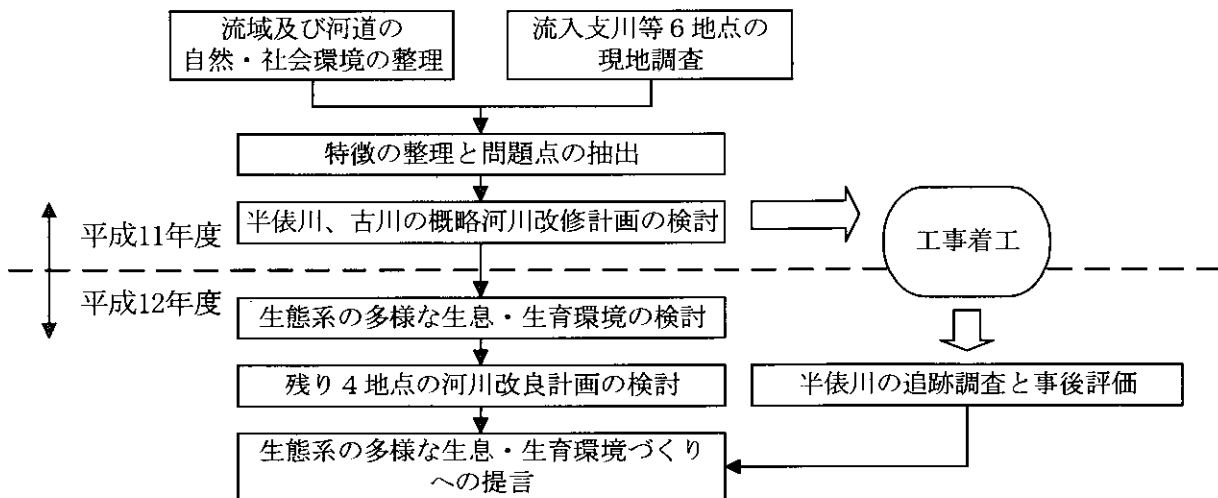 流域及び河道の
自然・社会環境の整理
流入支川等6地点の
現地調査
特徴の整理と問題点の抽出
半俵川、古川の概略河川改修計画の検討
工事着工
平成11年度
平成12年度
生態系の多様な生息・生育環境の検討
残り4地点の河川改良計画の検討
半俵川の追跡調査と事後評価
生態系の多様な生息・生育環境づくり
への提言